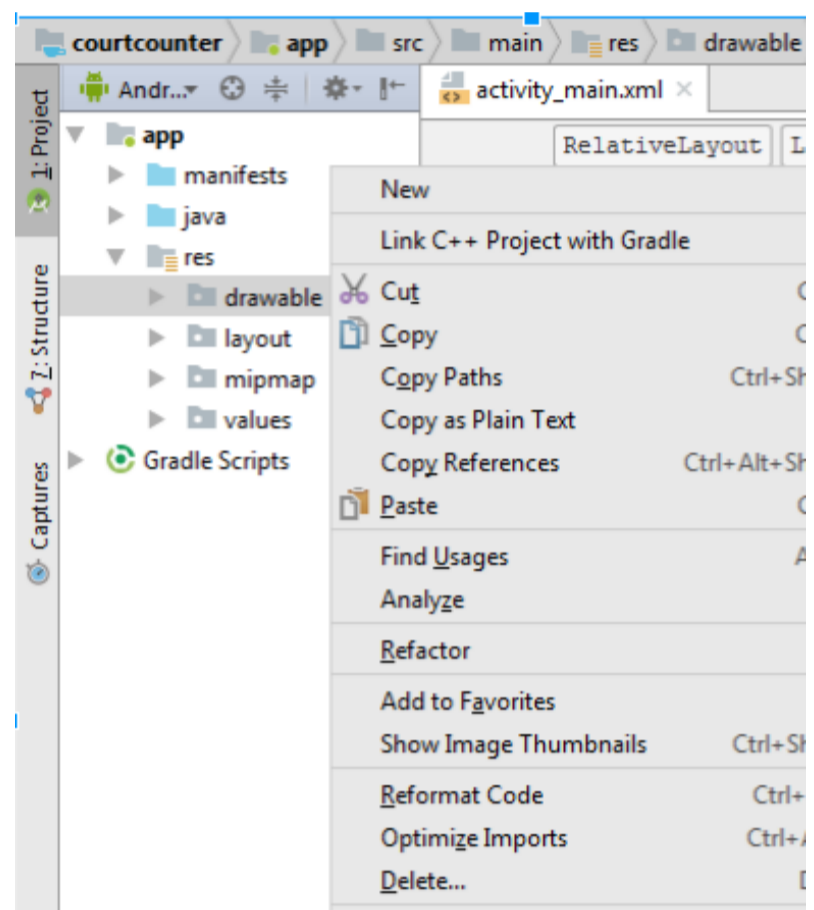 courtcounter app src main res drawable
Andr... activity_main.xml
1: Project
app
RelativeLayout L
manifests
java
res
drawable
layout
mipmap
values
Gradle Scripts
7: Structure
Captures
New
Link C++ Project with Gradle
Cut C
Copy C
Copy Paths Ctrl+Sh
Copy as Plain Text
Copy References Ctrl+Alt+Sh
Paste C
Find Usages A
Analyze
Refactor
Add to Favorites
Show Image Thumbnails Ctrl+Sh
Reformat Code Ctrl+
Optimize Imports Ctrl+A
Delete... D